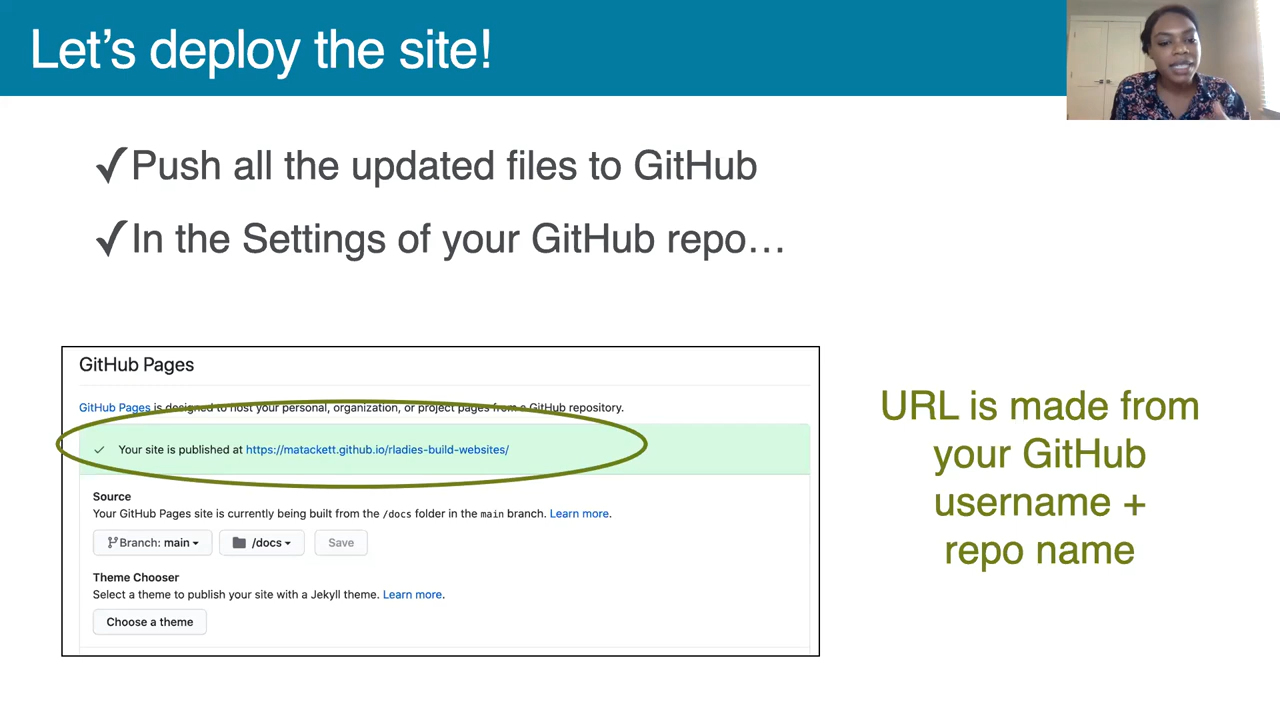 Let’s deploy the site!
✓Push all the updated files to GitHub
✓In the Settings of your GitHub repo…
GitHub Pages
GitHub Pages is designed to host your personal, organization, or project pages from a GitHub repository.
✓ Your site is published at https://matackett.github.io/rladies-build-websites/
Source
Your GitHub Pages site is currently being built from the /docs folder in the main branch. Learn more.
Branch: main /docs Save
Theme Chooser
Select a theme to publish your site with a Jekyll theme. Learn more.
Choose a theme
URL is made from
your GitHub
username +
repo name